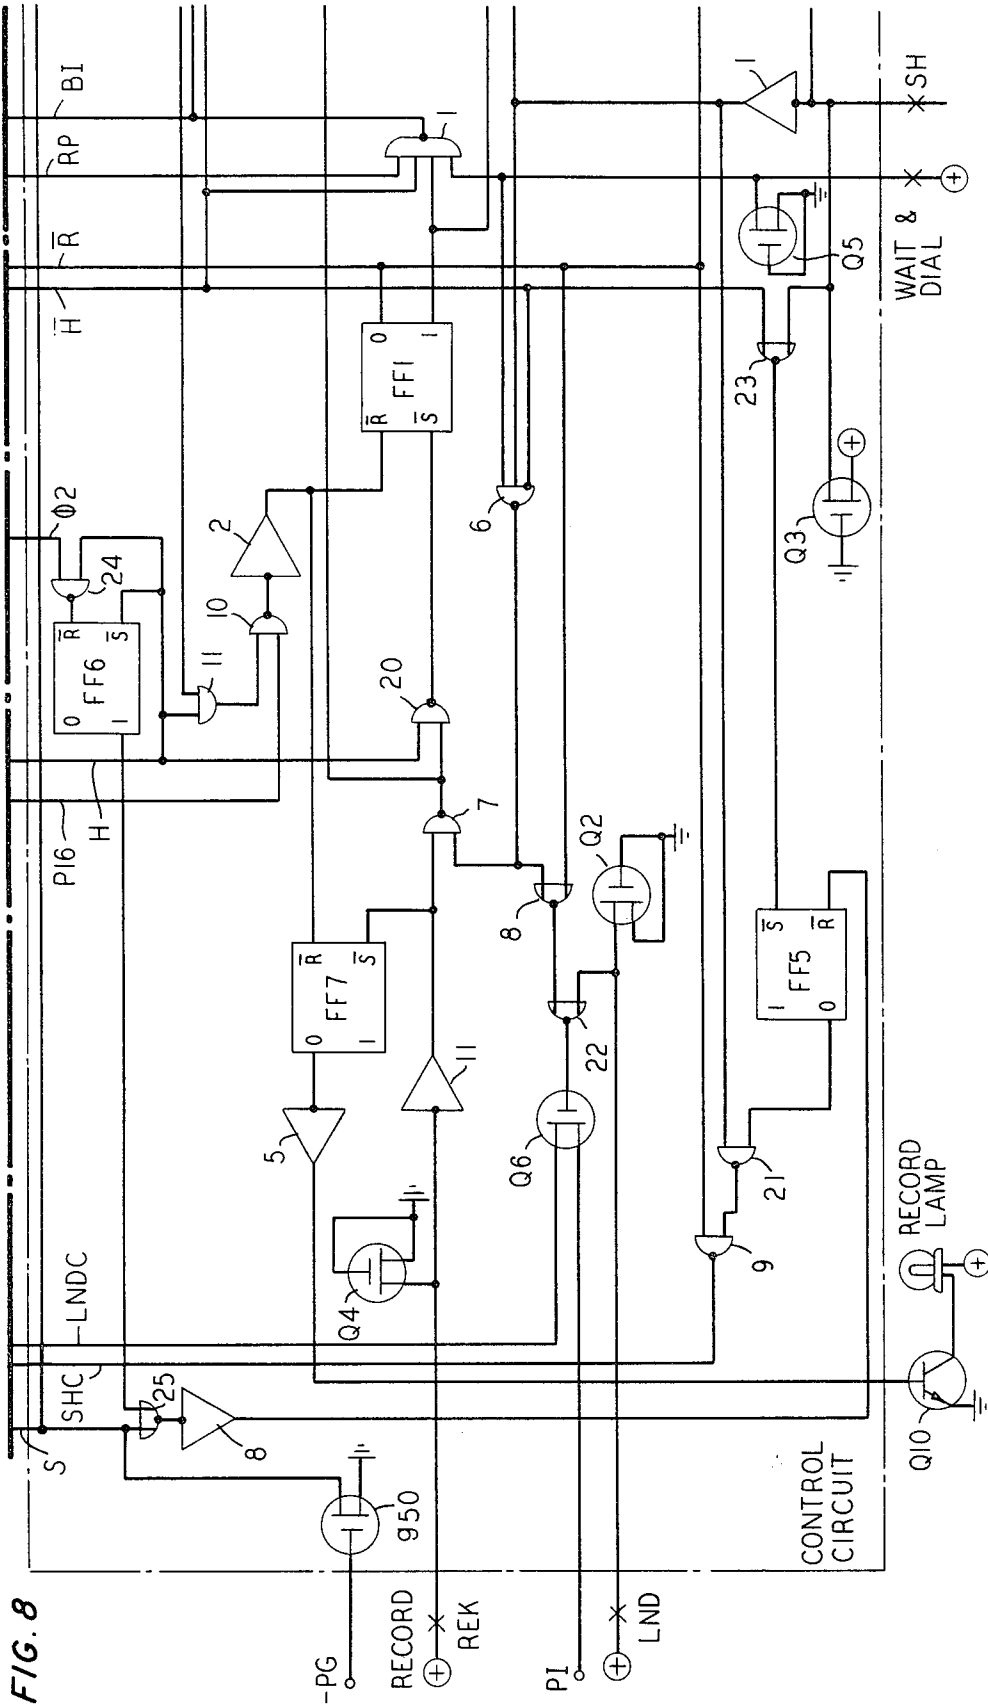 FIG. 8
BI
RP
R̅
H̅
Φ2
24
R̅
S̅
FF6
0
1
2
10
11
H
P16
0
1
FF1
R̅
S̅
1
20
6
7
R̅
S̅
FF7
0
1
5
11
8
22
Q2
Q4
Q6
LNDC
SHC
S
25
8
950
-PG
RECORD
REK
PI
LND
1
SH
WAIT &
DIAL
Q5
23
Q3
S̅
R̅
FF5
1
0
21
9
RECORD
LAMP
Q10
CONTROL
CIRCUIT